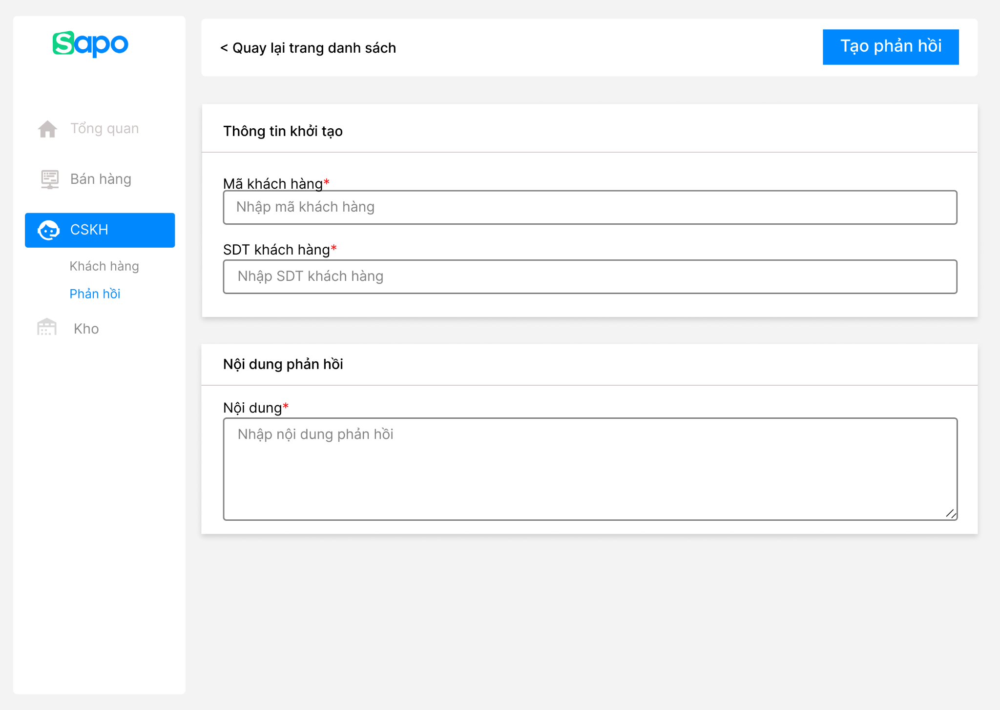 Sapo
Tổng quan
Bán hàng
CSKH
Khách hàng
Phản hồi
Kho
< Quay lại trang danh sách
Tạo phản hồi
Thông tin khởi tạo
Mã khách hàng*
Nhập mã khách hàng
SDT khách hàng*
Nhập SDT khách hàng
Nội dung phản hồi
Nội dung*
Nhập nội dung phản hồi